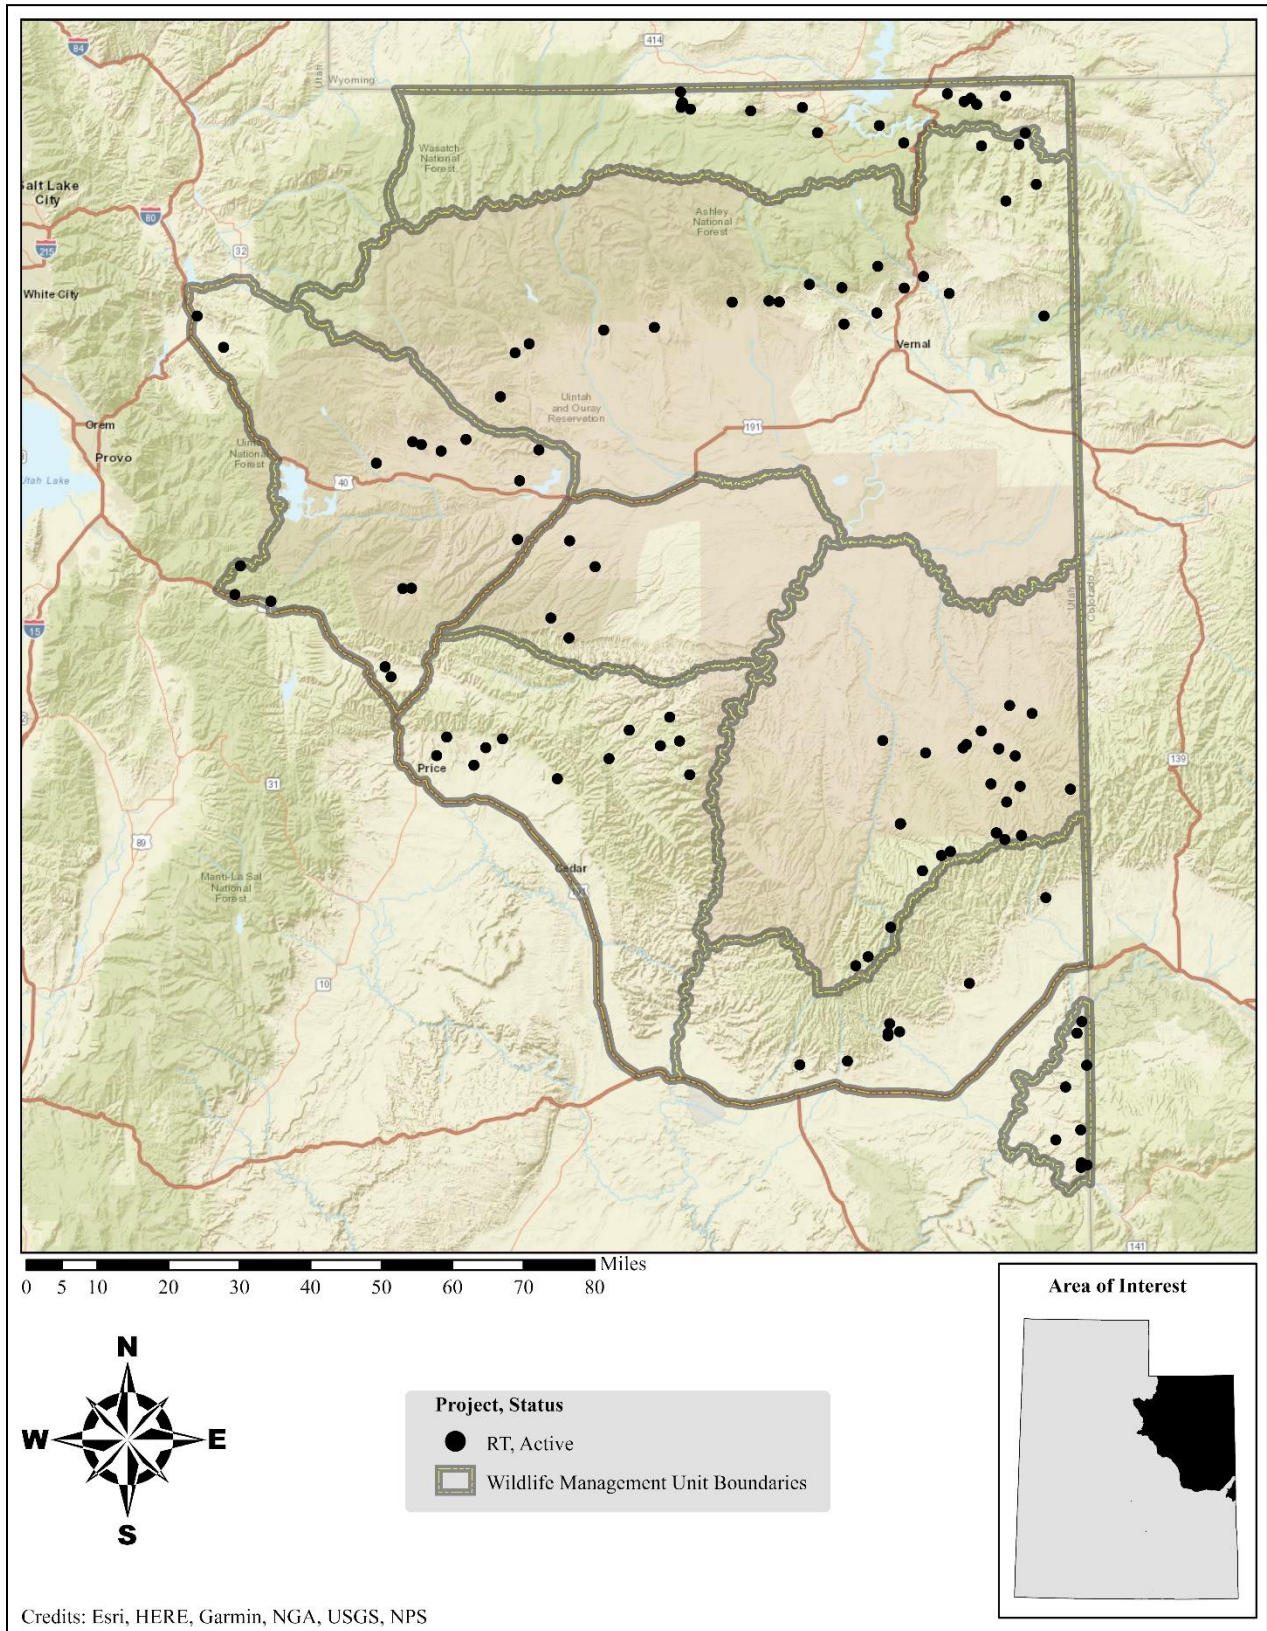 84
414
Utah
Wyoming
Wasatch
National
Forest
Salt Lake
City
80
215
32
Ashley
National
Forest
White City
Vernal
Uintah
and Ouray
Reservation
191
Orem
Provo
Utah Lake
Uinta
National
Forest
40
Utah
Colorado
15
Price
31
139
89
Cedar
Manti-La Sal
National
Forest
10
141
Miles
0 5 10 20 30 40 50 60 70 80
N
W E
S
Project, Status
RT, Active
Wildlife Management Unit Boundaries
Area of Interest
Credits: Esri, HERE, Garmin, NGA, USGS, NPS